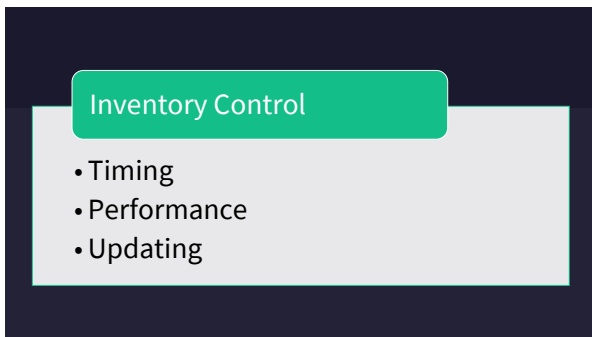 Inventory Control
• Timing
• Performance
• Updating